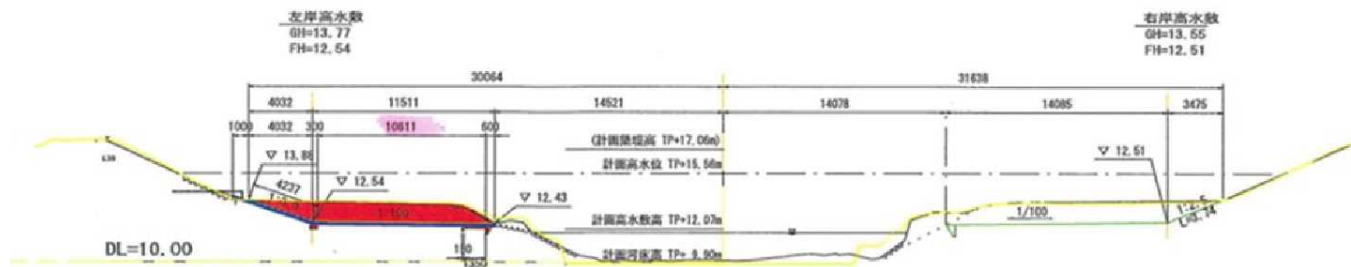 左岸高水敷
GH=13.77
FH=12.54
右岸高水敷
GH=13.55
FH=12.51
30064
31638
4032
11511
14521
14078
14085
3475
1000
4032
300
10611
600
(計画築堤高 TP+17.06m)
計画高水位 TP+15.56m
▽ 13.86
▽ 12.54
▽ 12.43
▽ 12.51
4237
1/100
計画高水敷高 TP+12.07m
1/100
計画河床高 TP+ 9.90m
DL=10.00
150